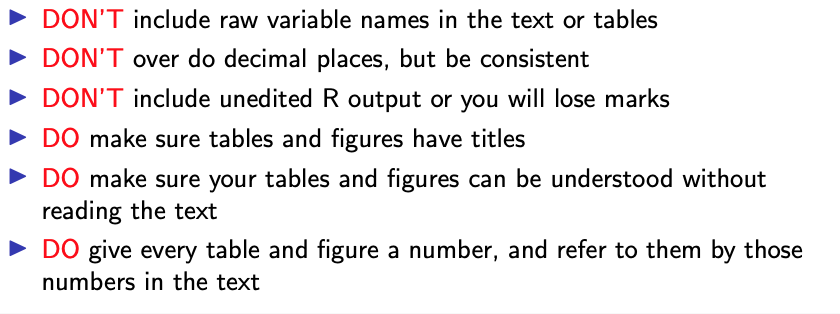 ▶ DON'T include raw variable names in the text or tables
▶ DON'T over do decimal places, but be consistent
▶ DON'T include unedited R output or you will lose marks
▶ DO make sure tables and figures have titles
▶ DO make sure your tables and figures can be understood without
reading the text
▶ DO give every table and figure a number, and refer to them by those
numbers in the text